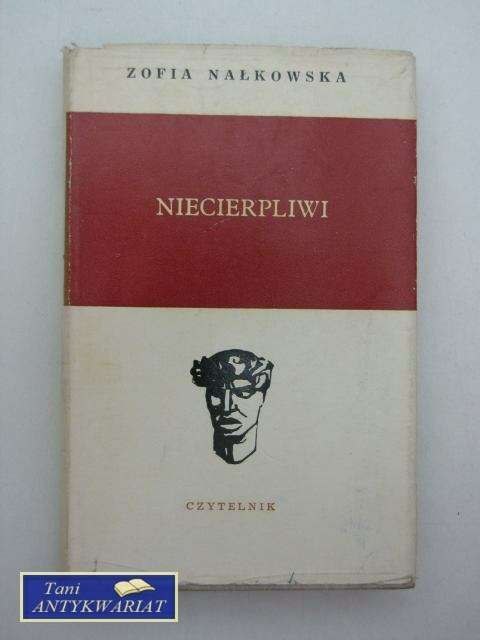 ZOFIA NAŁKOWSKA
NIECIERPLIWI
CZYTELNIK
Tani
ANTYKWARIAT